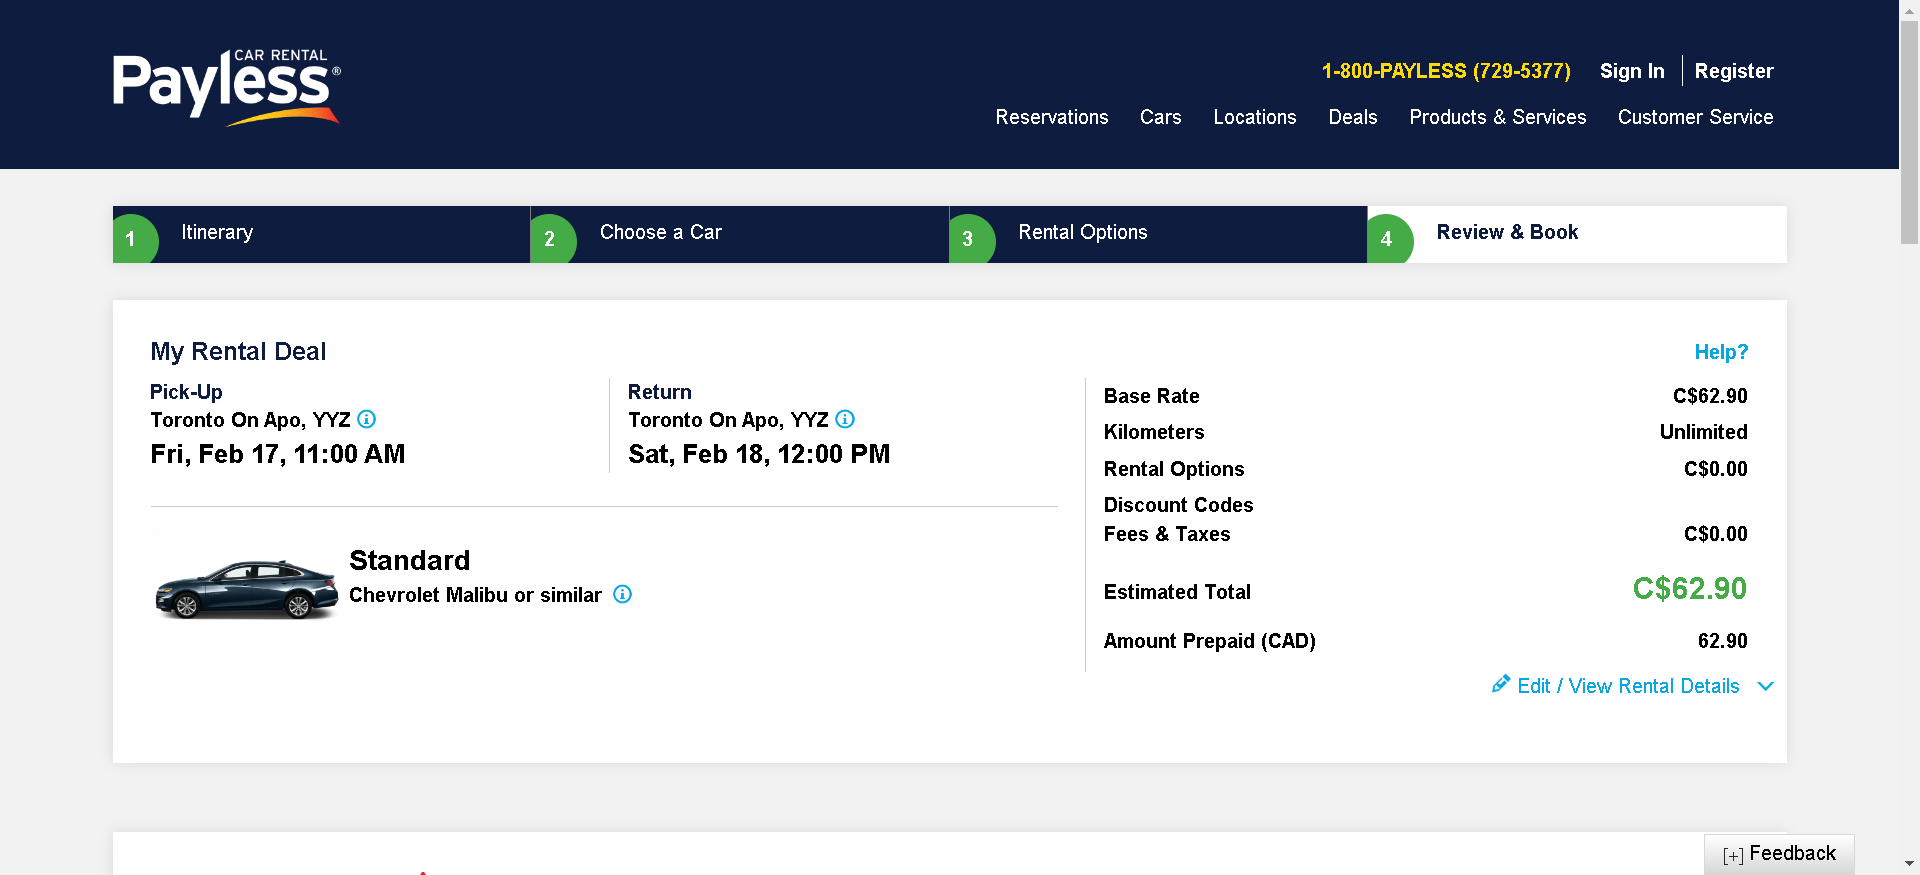 CAR RENTAL
Payless®
1-800-PAYLESS (729-5377)
Sign In
Register
Reservations
Cars
Locations
Deals
Products & Services
Customer Service
1
Itinerary
2
Choose a Car
3
Rental Options
4
Review & Book
My Rental Deal
Help?
Pick-Up
Toronto On Apo, YYZ
Fri, Feb 17, 11:00 AM
Return
Toronto On Apo, YYZ
Sat, Feb 18, 12:00 PM
Standard
Chevrolet Malibu or similar
Base Rate C$62.90
Kilometers Unlimited
Rental Options C$0.00
Discount Codes
Fees & Taxes C$0.00
Estimated Total C$62.90
Amount Prepaid (CAD) 62.90
Edit / View Rental Details
[+] Feedback